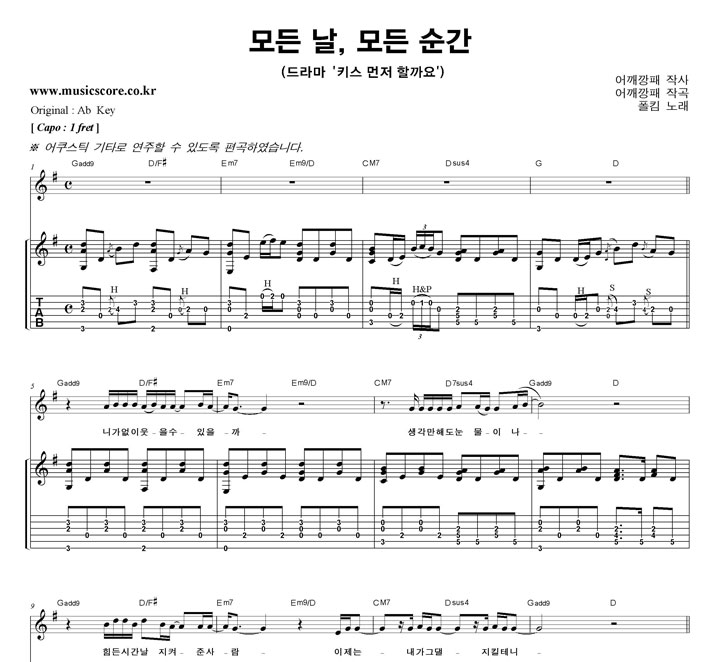 모든 날, 모든 순간
(드라마 '키스 먼저 할까요')
어깨깡패 작사
www.musicscore.co.kr
어깨깡패 작곡
폴킴 노래
Original : Ab Key
[ Capo : 1 fret ]
※ 어쿠스틱 기타로 연주할 수 있도록 편곡하였습니다.
1
Gadd9 D/F# Em7 Em9/D CM7 Dsus4 G D
H H H H&P H S S
5
Gadd9 D/F# Em7 Em9/D CM7 D7sus4 Gadd9 D
니가없이웃 - 을수 - 있을 - 까 - 생각만해도눈 물 - 이 나 -
9
Gadd9 D/F# Em7 Em9/D CM7 Dsus4 Gadd9 D
힘든시간날 지켜 - 준사 - 람 이제는 - 내가그댈 - 지킬테니 -